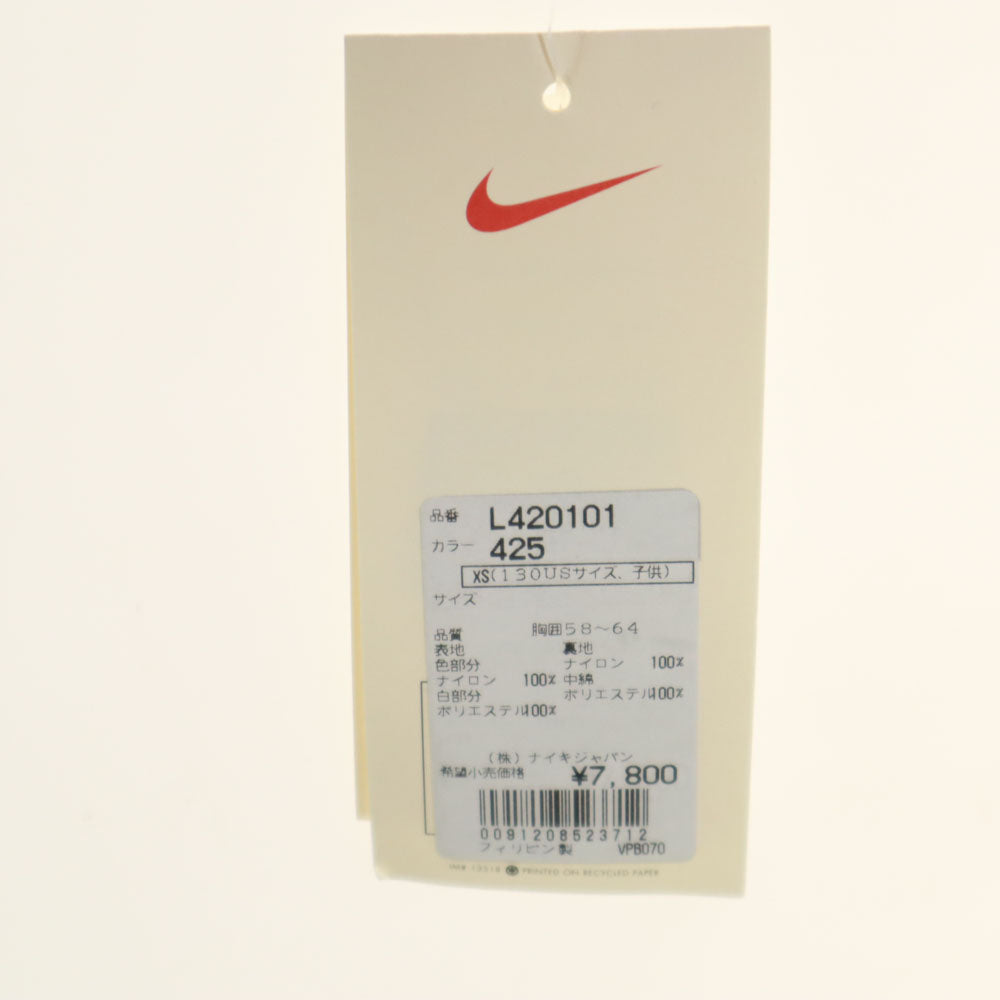 品番 L420101
カラー 425
XS(130USサイズ、子供)
サイズ
胸囲58~64
品質
表地 裏地
色部分 ナイロン 100%
ナイロン 100% 中綿
白部分 ポリエステル100%
ポリエステル100%
(株)ナイキジャパン
希望小売価格 ¥7,800
0091208523712
フィリピン製 VPB070
PRINTED ON RECYCLED PAPER